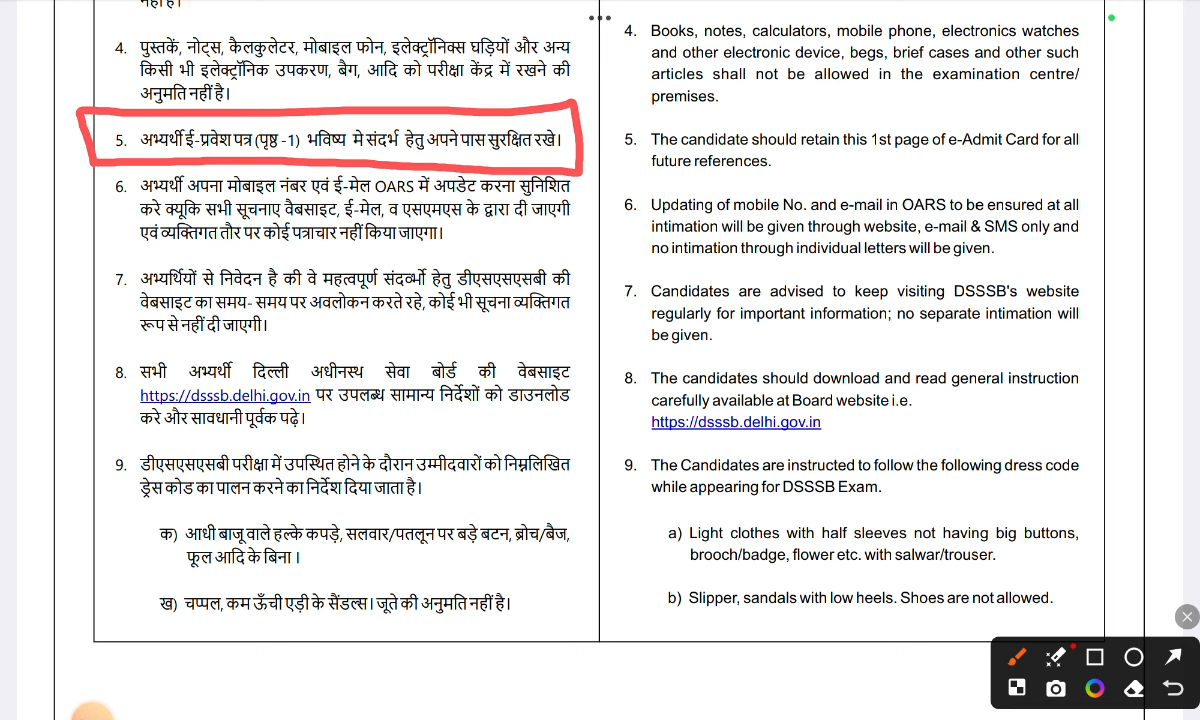 4. पुस्तकें, नोट्स, कैलकुलेटर, मोबाइल फोन, इलेक्ट्रॉनिक्स घड़ियों और अन्य
किसी भी इलेक्ट्रॉनिक उपकरण, बैग, आदि को परीक्षा केंद्र में रखने की
अनुमति नहीं है।
5. अभ्यर्थी ई-प्रवेश पत्र (पृष्ठ -1) भविष्य मे संदर्भ हेतु अपने पास सुरक्षित रखे।
6. अभ्यर्थी अपना मोबाइल नंबर एवं ई-मेल OARS में अपडेट करना सुनिशित
करे क्यूकि सभी सूचनाए वैबसाइट, ई-मेल, व एसएमएस के द्वारा दी जाएगी
एवं व्यक्तिगत तौर पर कोई पत्राचार नहीं किया जाएगा।
7. अभ्यर्थियों से निवेदन है की वे महत्वपूर्ण संदर्भो हेतु डीएसएसएसबी की
वेबसाइट का समय- समय पर अवलोकन करते रहे, कोई भी सूचना व्यक्तिगत
रूप से नहीं दी जाएगी।
8. सभी अभ्यर्थी दिल्ली अधीनस्थ सेवा बोर्ड की वेबसाइट
https://dsssb.delhi.gov.in पर उपलब्ध सामान्य निर्देशों को डाउनलोड
करे और सावधानी पूर्वक पढ़े।
9. डीएसएसएसबी परीक्षा में उपस्थित होने के दौरान उम्मीदवारों को निम्नलिखित
ड्रेस कोड का पालन करने का निर्देश दिया जाता है।
क) आधी बाजू वाले हल्के कपड़े, सलवार/पतलून पर बड़े बटन, ब्रोच/बैज,
फूल आदि के बिना ।
ख) चप्पल, कम ऊँची एड़ी के सैंडल्स। जूते की अनुमति नहीं है।
4. Books, notes, calculators, mobile phone, electronics watches
and other electronic device, begs, brief cases and other such
articles shall not be allowed in the examination centre/
premises.
5. The candidate should retain this 1st page of e-Admit Card for all
future references.
6. Updating of mobile No. and e-mail in OARS to be ensured at all
intimation will be given through website, e-mail & SMS only and
no intimation through individual letters will be given.
7. Candidates are advised to keep visiting DSSSB's website
regularly for important information; no separate intimation will
be given.
8. The candidates should download and read general instruction
carefully available at Board website i.e.
https://dsssb.delhi.gov.in
9. The Candidates are instructed to follow the following dress code
while appearing for DSSSB Exam.
a) Light clothes with half sleeves not having big buttons,
brooch/badge, flower etc. with salwar/trouser.
b) Slipper, sandals with low heels. Shoes are not allowed.